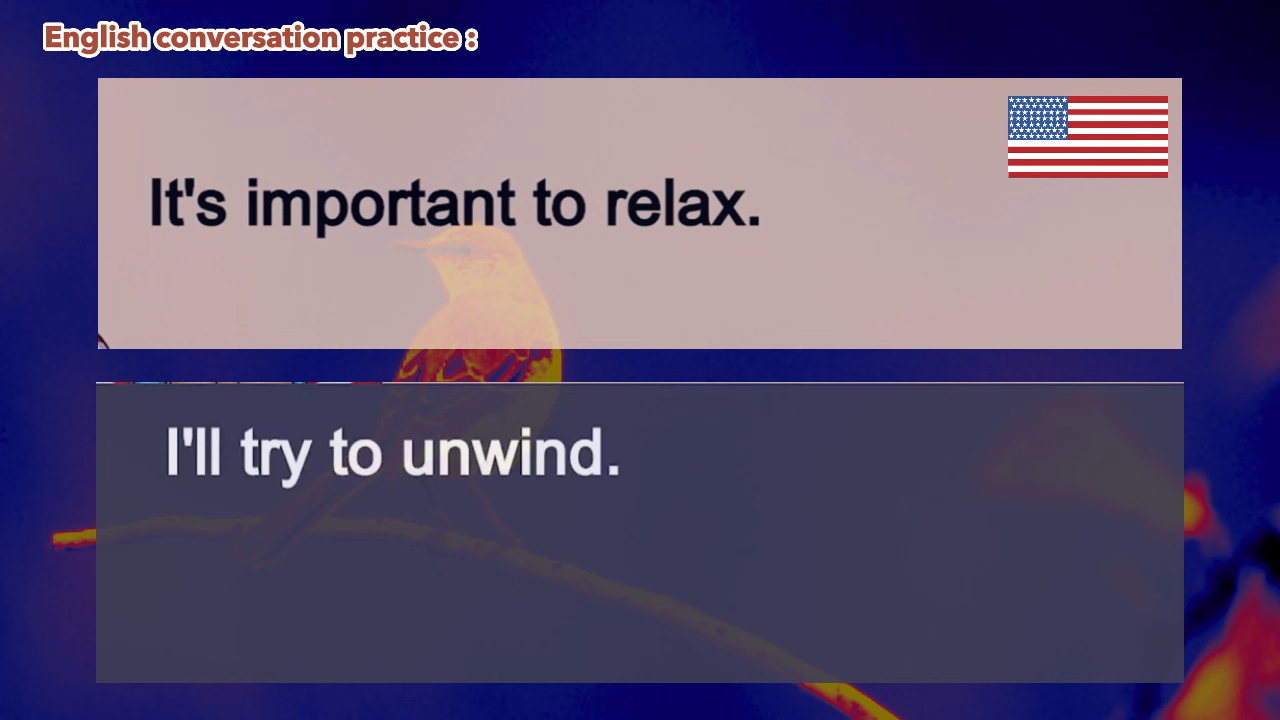 English conversation practice :
It's important to relax.
I'll try to unwind.